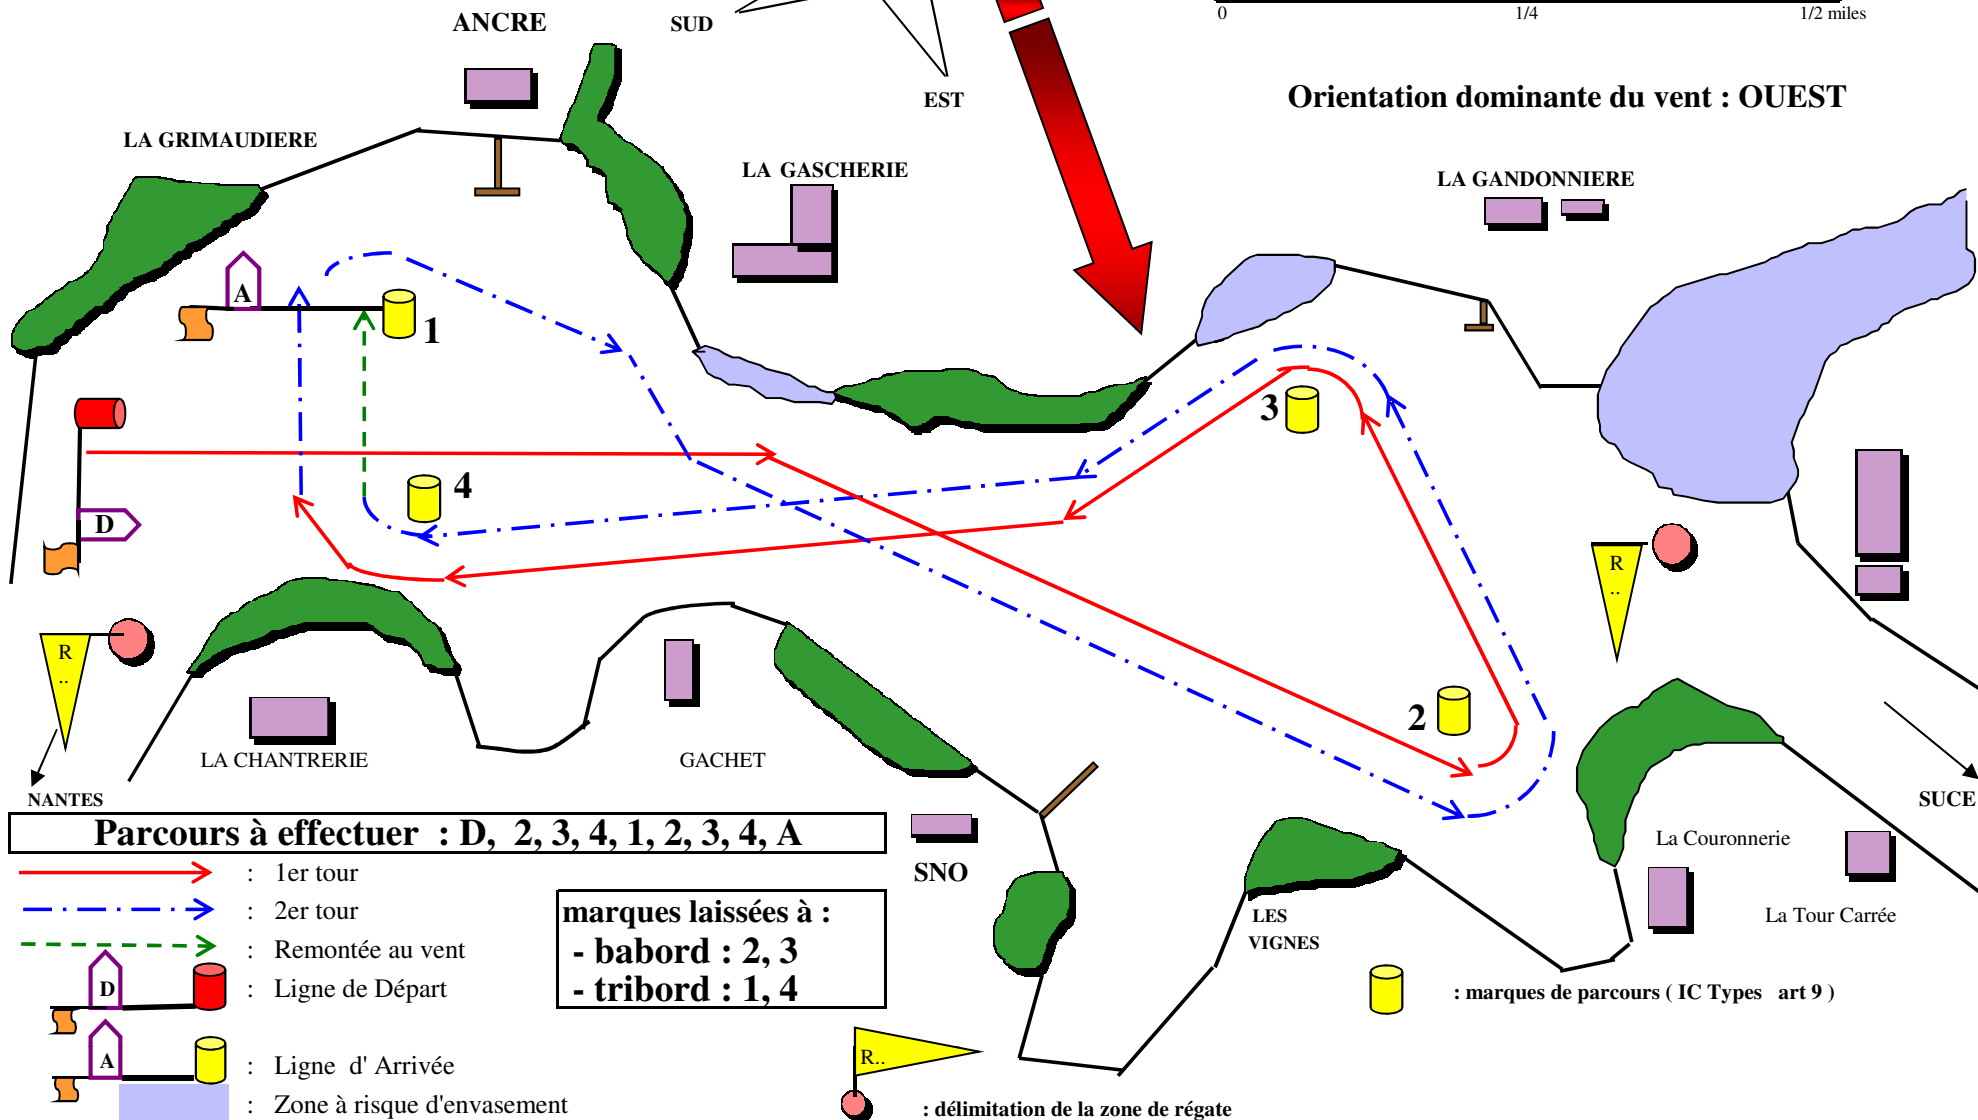 0 1/4 1/2 miles
ANCRE
SUD
EST
Orientation dominante du vent : OUEST
LA GRIMAUDIERE
LA GASCHERIE
LA GANDONNIERE
A
1
3
4
D
R
..
R
..
2
LA CHANTRERIE
GACHET
NANTES
SUCE
Parcours à effectuer : D, 2, 3, 4, 1, 2, 3, 4, A
: 1er tour
: 2er tour
: Remontée au vent
D : Ligne de Départ
A : Ligne d' Arrivée
: Zone à risque d'envasement
marques laissées à :
- babord : 2, 3
- tribord : 1, 4
SNO
La Couronnerie
LES
VIGNES
La Tour Carrée
: marques de parcours ( IC Types art 9 )
R..
: délimitation de la zone de régate